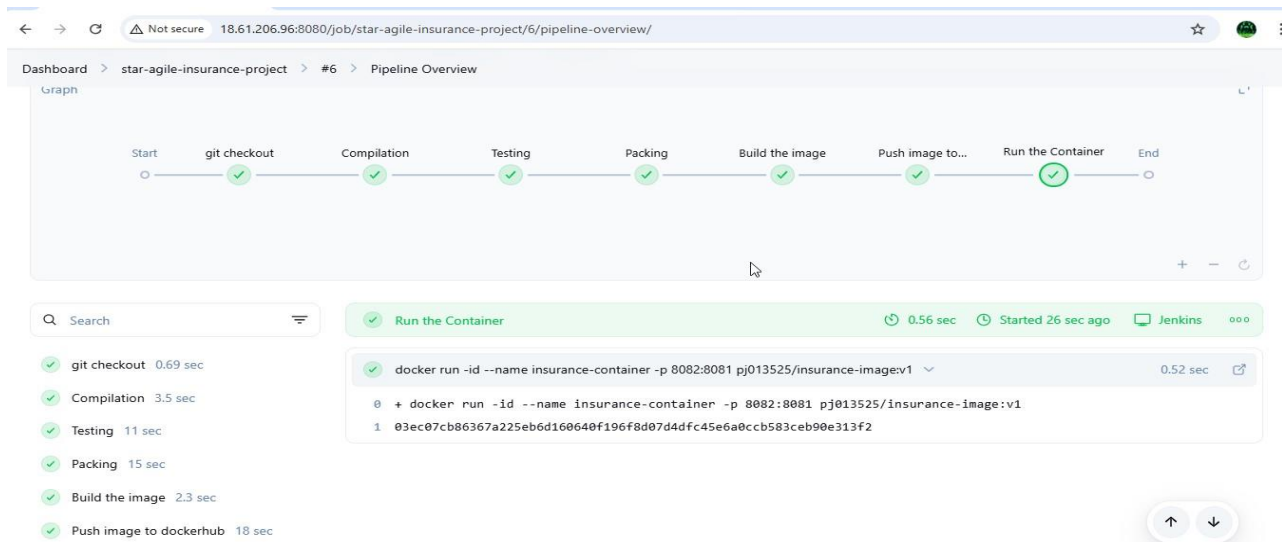 Not secure 18.61.206.96:8080/job/star-agile-insurance-project/6/pipeline-overview/
Dashboard > star-agile-insurance-project > #6 > Pipeline Overview
Graph
Start git checkout Compilation Testing Packing Build the image Push image to... Run the Container End
Search
Run the Container 0.56 sec Started 26 sec ago Jenkins
git checkout 0.69 sec
docker run -id --name insurance-container -p 8082:8081 pj013525/insurance-image:v1 0.52 sec
0 + docker run -id --name insurance-container -p 8082:8081 pj013525/insurance-image:v1
1 03ec07cb86367a225eb6d160640f196f8d07d4dfc45e6a0ccb583ceb90e313f2
Compilation 3.5 sec
Testing 11 sec
Packing 15 sec
Build the image 2.3 sec
Push image to dockerhub 18 sec